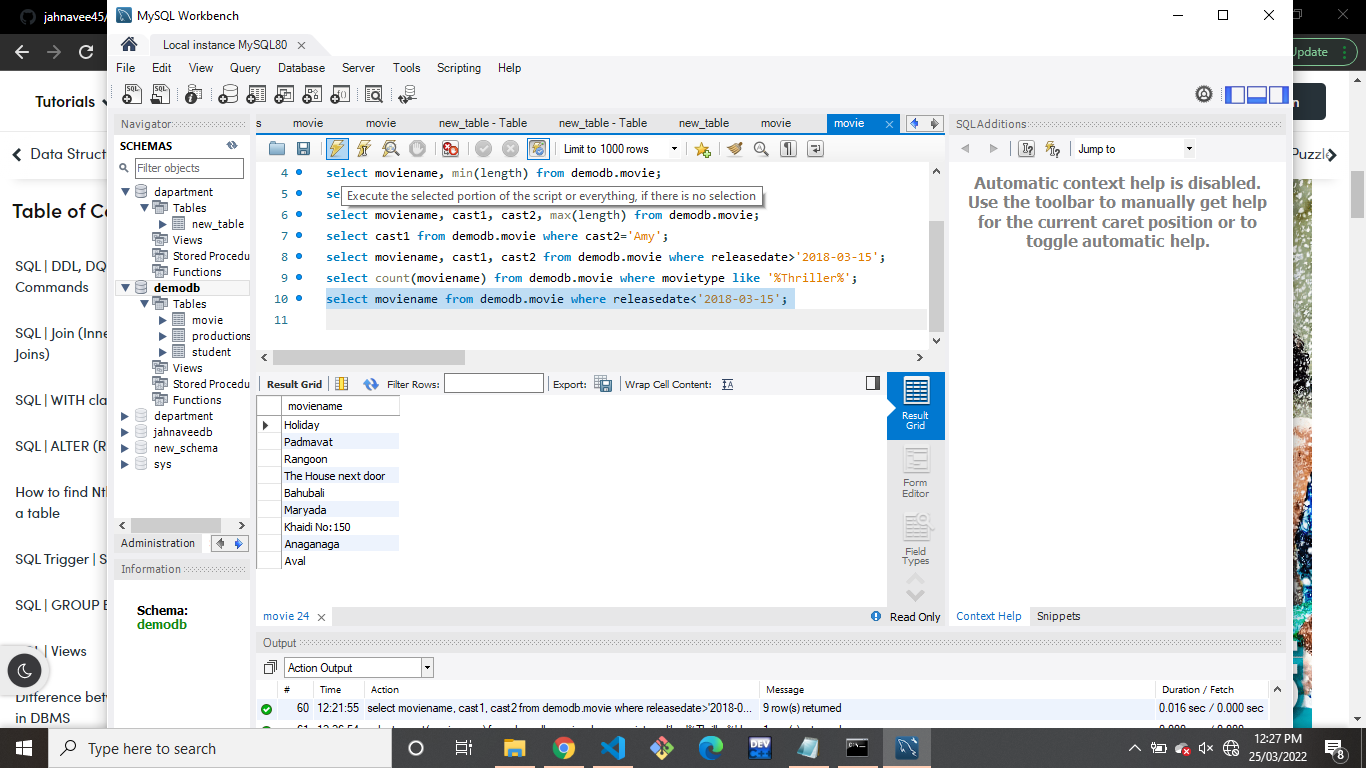 jahnavee45/
MySQL Workbench
Update
Local instance MySQL80
File Edit View Query Database Server Tools Scripting Help
Tutorials
Navigator
s movie movie new_table - Table new_table - Table new_table movie movie
SQLAdditions
SCHEMAS
Limit to 1000 rows
Jump to
Data Struct
Puzzle
Filter objects
Table of Co
dapartment
Tables
new_table
Views
Stored Procedu
Functions
demodb
Tables
movie
productions
student
Views
Stored Procedu
Functions
department
jahnaveedb
new_schema
sys
4 select moviename, min(length) from demodb.movie;
5 se
Execute the selected portion of the script or everything, if there is no selection
6 select moviename, cast1, cast2, max(length) from demodb.movie;
7 select cast1 from demodb.movie where cast2='Amy';
8 select moviename, cast1, cast2 from demodb.movie where releasedate>'2018-03-15';
9 select count(moviename) from demodb.movie where movietype like '%Thriller%';
10 select moviename from demodb.movie where releasedate<'2018-03-15';
11
Automatic context help is disabled.
Use the toolbar to manually get help
for the current caret position or to
toggle automatic help.
SQL | DDL, DQ
Commands
SQL | Join (Inne
Joins)
SQL | WITH cla
SQL | ALTER (R
How to find Nt
a table
SQL Trigger | S
SQL | GROUP B
| Views
Difference betw
in DBMS
Result Grid Filter Rows: Export: Wrap Cell Content:
moviename
Holiday
Padmavat
Rangoon
The House next door
Bahubali
Maryada
Khaidi No:150
Anaganaga
Aval
Result
Grid
Form
Editor
Field
Types
Administration
Information
Schema:
demodb
movie 24
Read Only
Context Help Snippets
Output
Action Output
# Time Action Message Duration / Fetch
60 12:21:55 select moviename, cast1, cast2 from demodb.movie where releasedate>'2018-0... 9 row(s) returned 0.016 sec / 0.000 sec
Type here to search
DEV
12:27 PM
25/03/2022
8